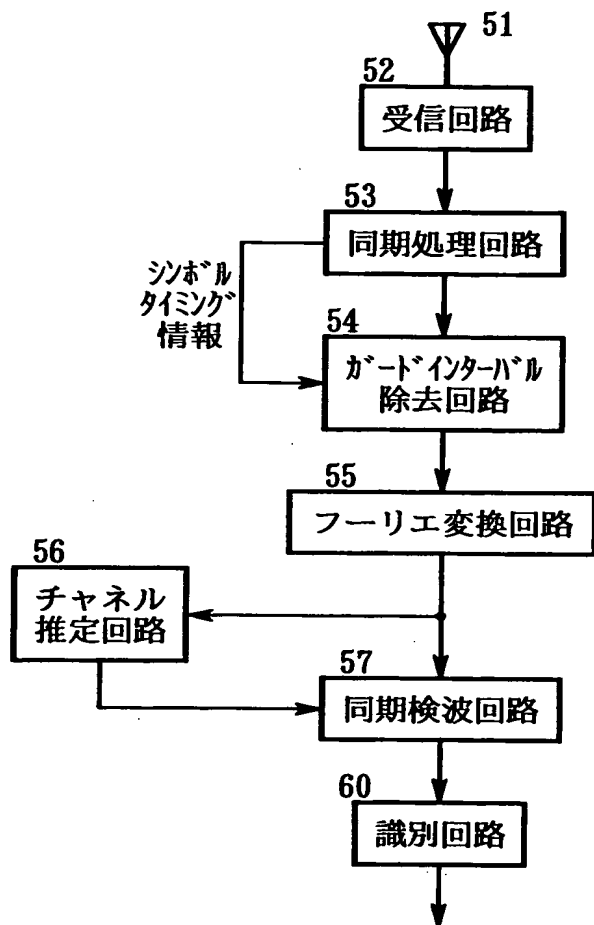 51
52
受信回路
53
同期処理回路
シンボル
タイミング
情報
54
ガードインターバル
除去回路
55
フーリエ変換回路
56
チャネル
推定回路
57
同期検波回路
60
識別回路